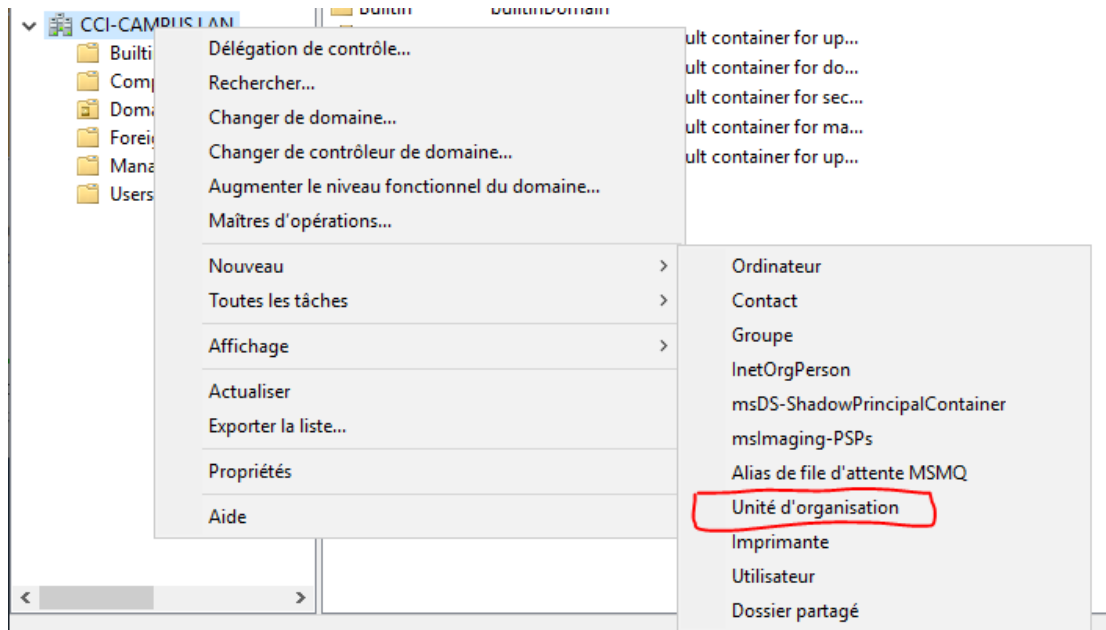 Builtin builtinDomain
CCI-CAMPUS.LAN
Builti
ult container for up...
Comp
ult container for do...
Doma
ult container for sec...
Forei
ult container for ma...
Mana
ult container for up...
Users
Délégation de contrôle...
Rechercher...
Changer de domaine...
Changer de contrôleur de domaine...
Augmenter le niveau fonctionnel du domaine...
Maîtres d'opérations...
Nouveau
Toutes les tâches
Affichage
Actualiser
Exporter la liste...
Propriétés
Aide
Ordinateur
Contact
Groupe
InetOrgPerson
msDS-ShadowPrincipalContainer
msImaging-PSPs
Alias de file d'attente MSMQ
Unité d'organisation
Imprimante
Utilisateur
Dossier partagé